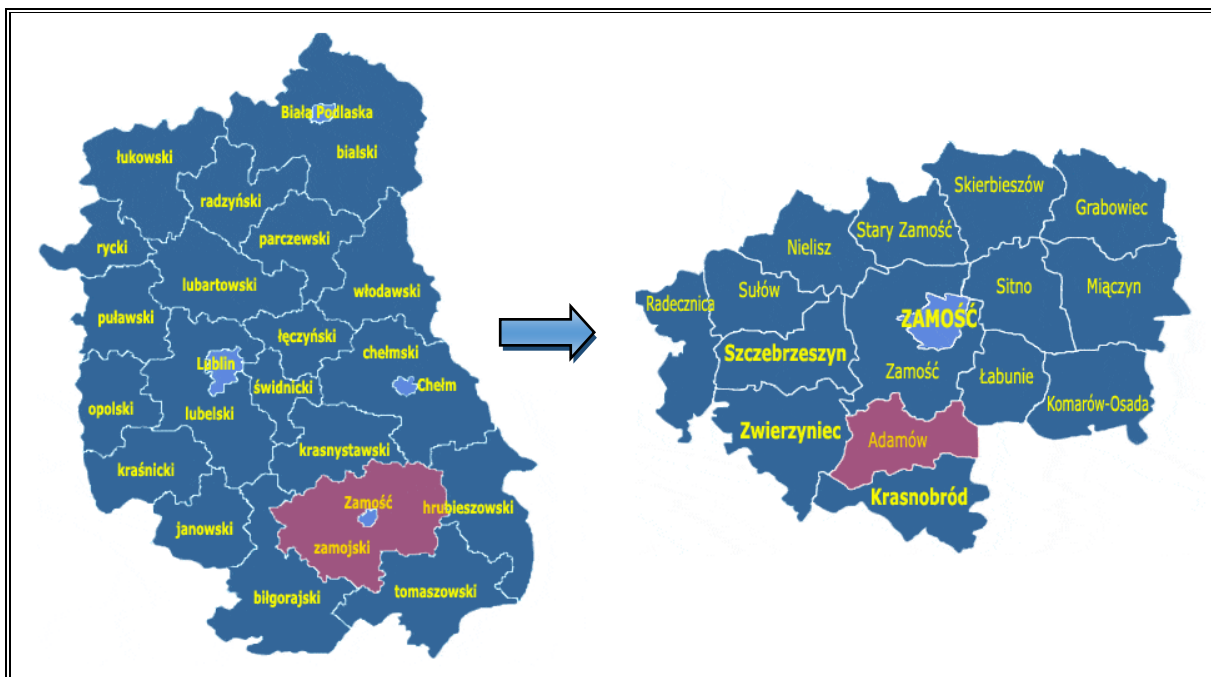 Biała Podlaska
łukowski
bialski
radzyński
parczewski
rycki
lubartowski
włodawski
puławski
łęczyński
chełmski
Lublin
świdnicki
Chełm
opolski
lubelski
krasnystawski
kraśnicki
Zamość
hrubieszowski
janowski
zamojski
tomaszowski
biłgorajski
Skierbieszów
Grabowiec
Stary Zamość
Nielisz
Sitno
Miączyn
Sułów
Radecznica
ZAMOŚĆ
Szczebrzeszyn
Zamość
Łabunie
Komarów-Osada
Zwierzyniec
Adamów
Krasnobród